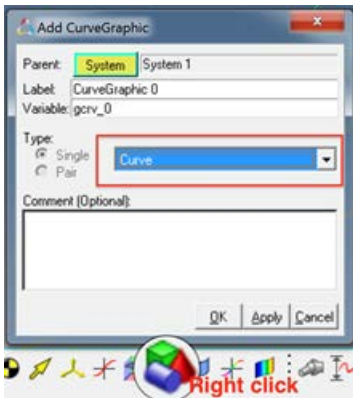 Add CurveGraphic
Parent: System System 1
Label: CurveGraphic 0
Variable: gcrv_0
Type:
Single
Curve
Pair
Comment (Optional):
OK Apply Cancel
Right click